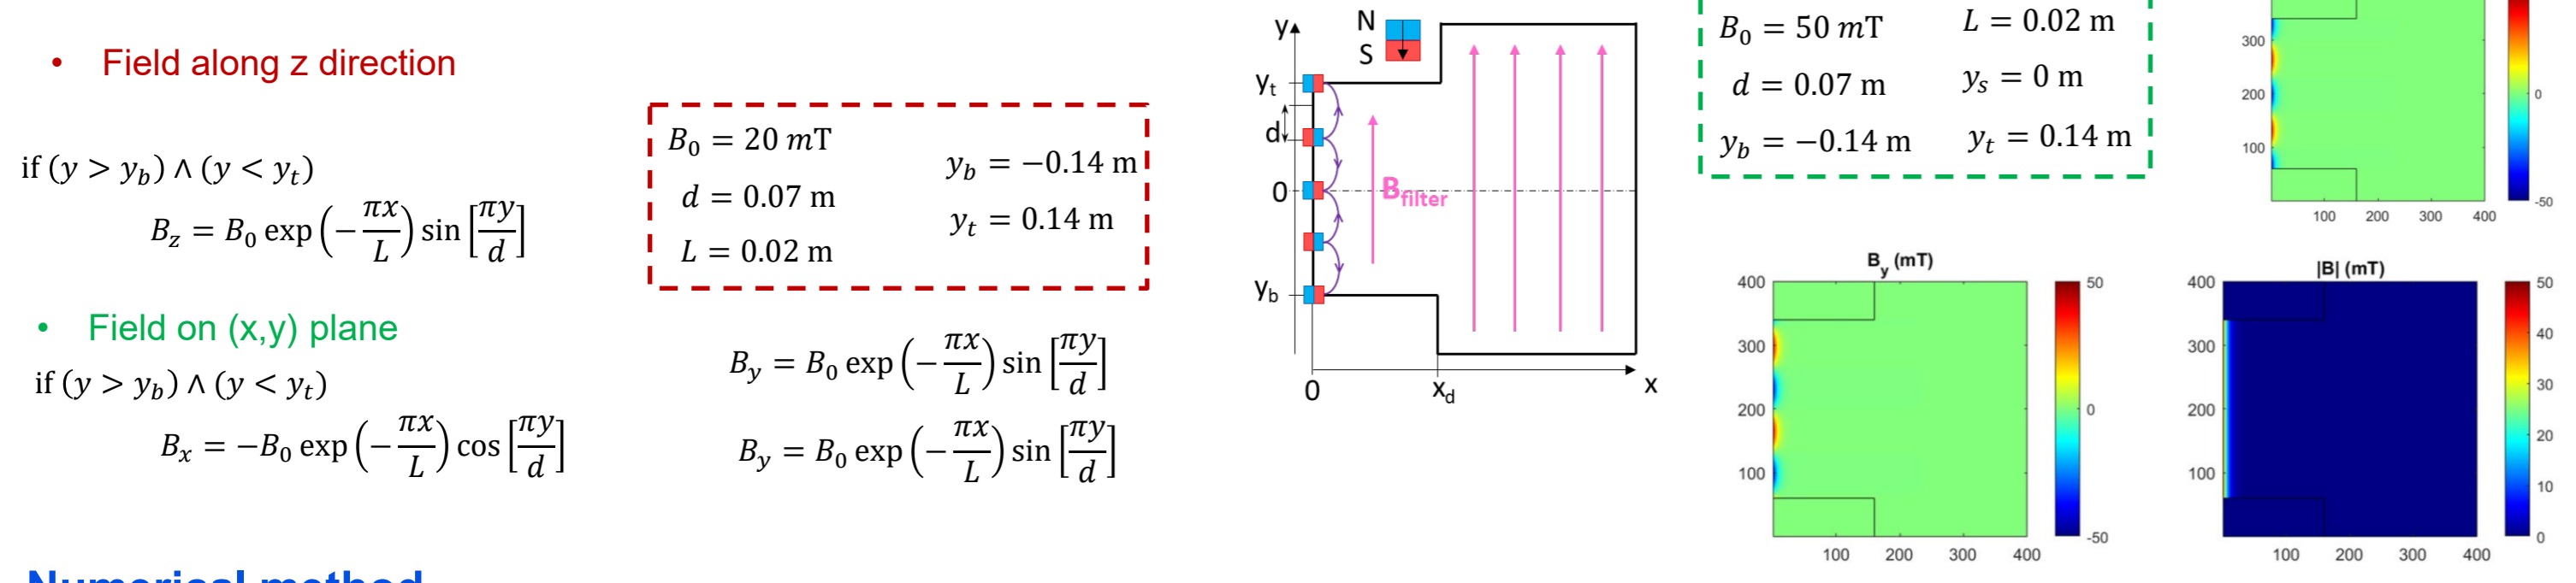 • Field along z direction
if (y > y_b) ∧ (y < y_t)
B_z = B_0 exp(−πx/L) sin[πy/d]
B_0 = 20 mT
d = 0.07 m
L = 0.02 m
y_b = −0.14 m
y_t = 0.14 m
• Field on (x,y) plane
if (y > y_b) ∧ (y < y_t)
B_x = −B_0 exp(−πx/L) cos[πy/d]
B_y = B_0 exp(−πx/L) sin[πy/d]
B_y = B_0 exp(−πx/L) sin[πy/d]
y
N
S
y_t
d
0
B_filter
y_b
0
x_d
x
B_0 = 50 mT
L = 0.02 m
d = 0.07 m
y_s = 0 m
y_b = −0.14 m
y_t = 0.14 m
300
200
100
100 200 300 400
0
-50
B_y (mT)
400
300
200
100
100 200 300 400
50
0
-50
|B| (mT)
400
300
200
100
100 200 300 400
50
40
30
20
10
0
Numerical method